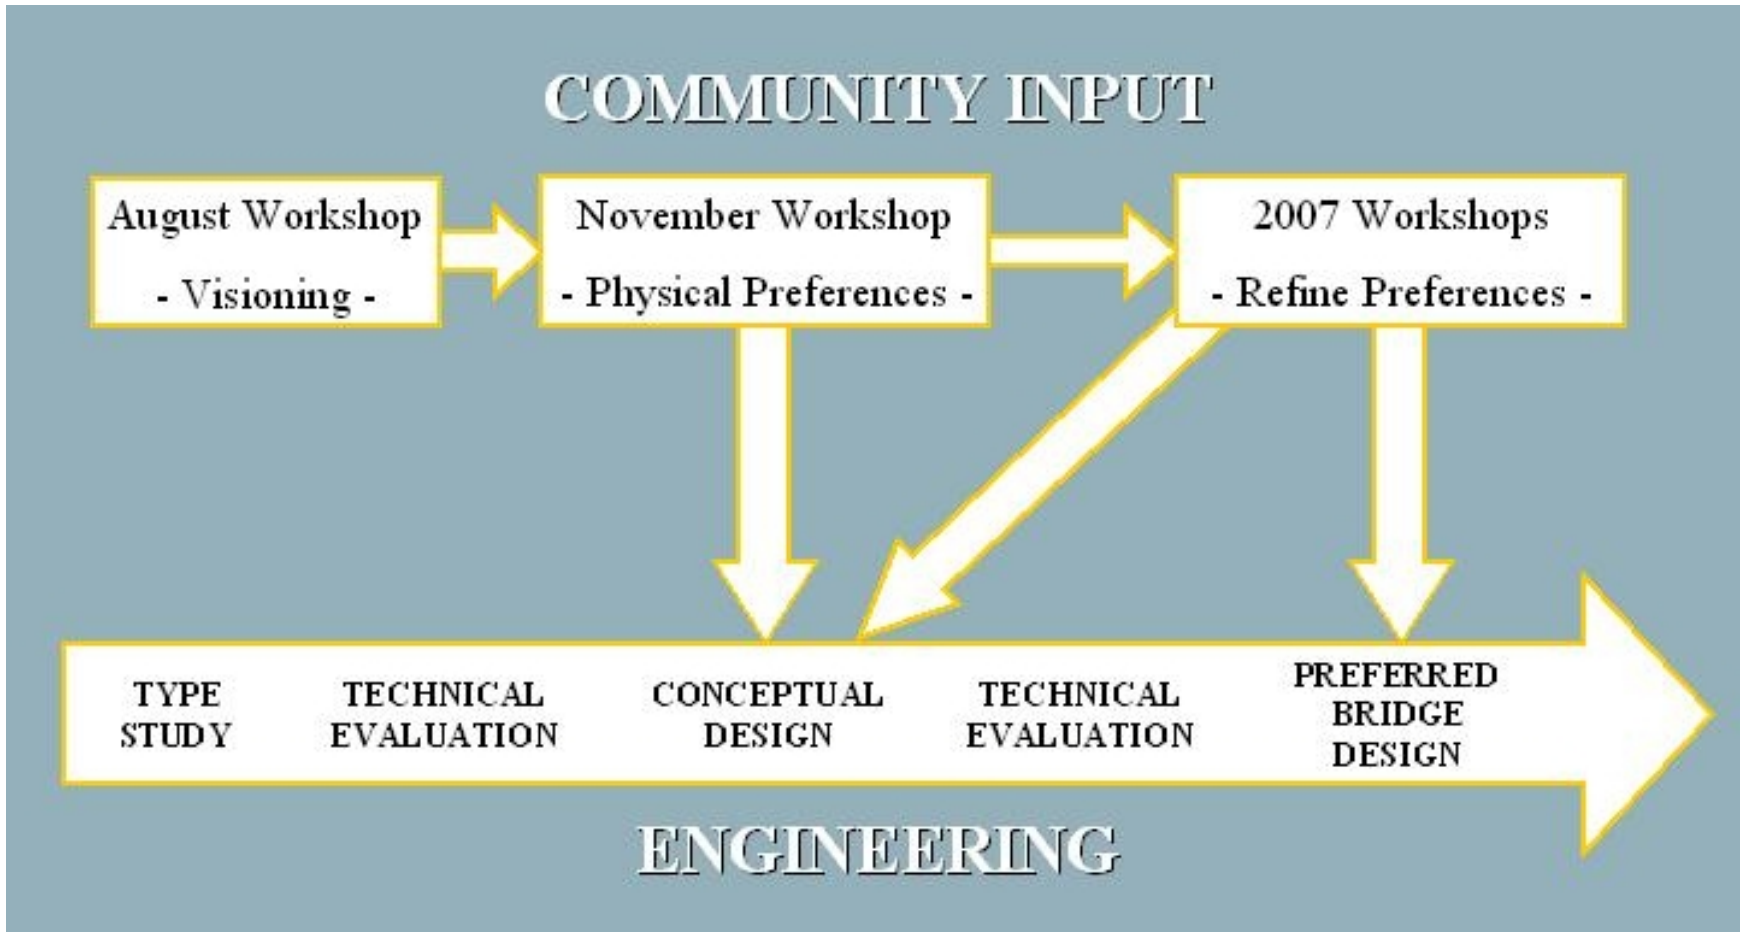 COMMUNITY INPUT
August Workshop
- Visioning -
November Workshop
- Physical Preferences -
2007 Workshops
- Refine Preferences -
TYPE
STUDY
TECHNICAL
EVALUATION
CONCEPTUAL
DESIGN
TECHNICAL
EVALUATION
PREFERRED
BRIDGE
DESIGN
ENGINEERING